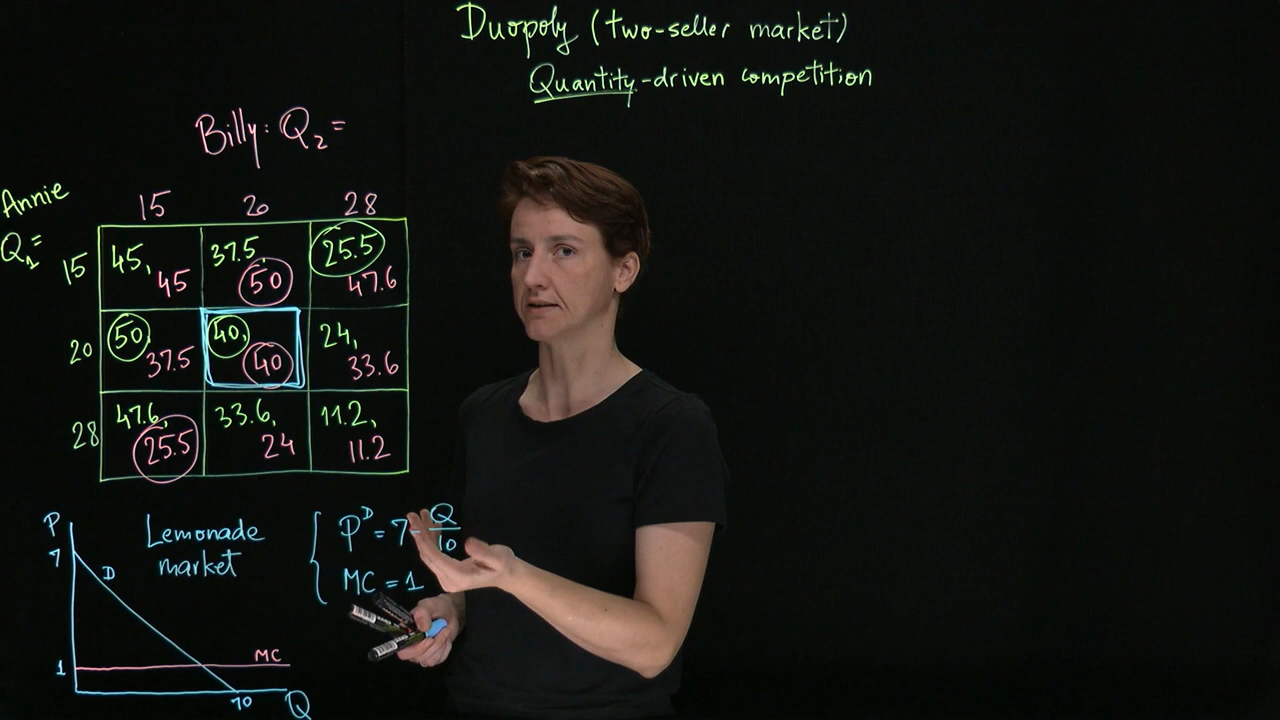 Duopoly (two-seller market)
Quantity-driven competition
Billy: Q₂ =
Annie
Q₁ =
15 20 28
15 45, 45 37.5, 50 25.5 47.6
20 50, 37.5 40, 40 24, 33.6
28 47.6, 25.5 33.6, 24 11.2, 11.2
P
7
D
1
MC
70
Q
Lemonade
market
Pᴰ = 7 - Q/10
MC = 1